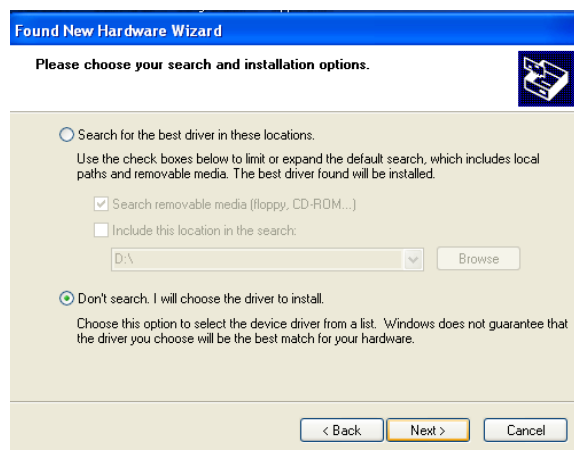 Found New Hardware Wizard
Please choose your search and installation options.
Search for the best driver in these locations.
Use the check boxes below to limit or expand the default search, which includes local
paths and removable media. The best driver found will be installed.
Search removable media (floppy, CD-ROM...)
Include this location in the search:
D:\
Browse
Don't search. I will choose the driver to install.
Choose this option to select the device driver from a list. Windows does not guarantee that
the driver you choose will be the best match for your hardware.
< Back Next > Cancel